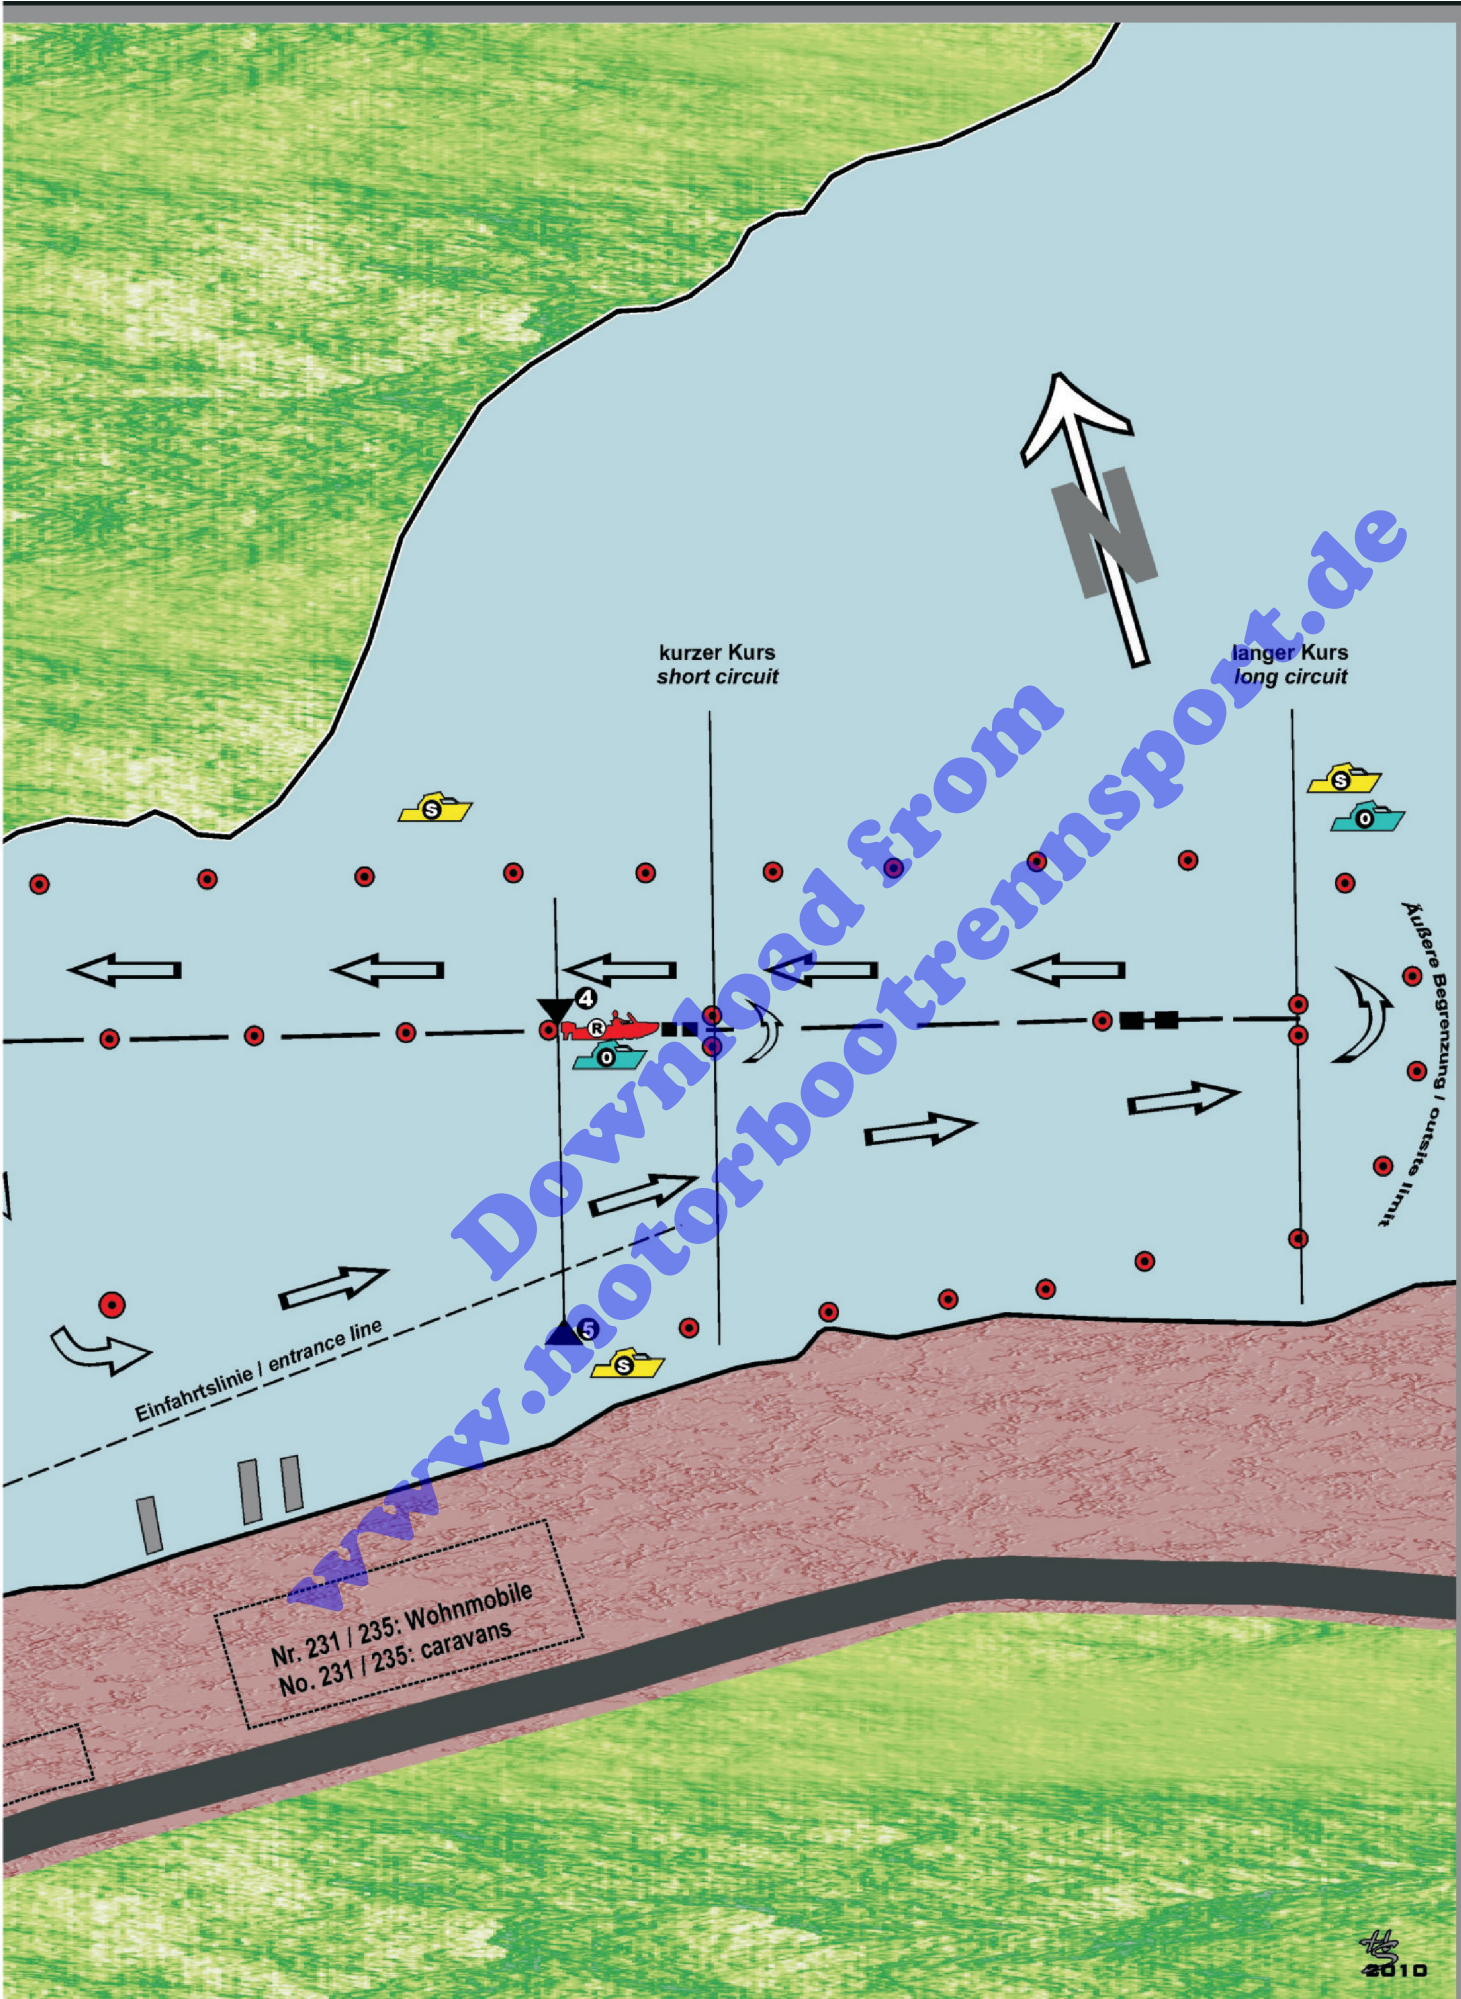 N
kurzer Kurs
short circuit
langer Kurs
long circuit
S
S
O
Äußere Begrenzung / outsite limit
4
R
O
5
S
Einfahrtslinie / entrance line
Download from
www.motorbootrennsport.de
Nr. 231 / 235: Wohnmobile
No. 231 / 235: caravans
HS
2010